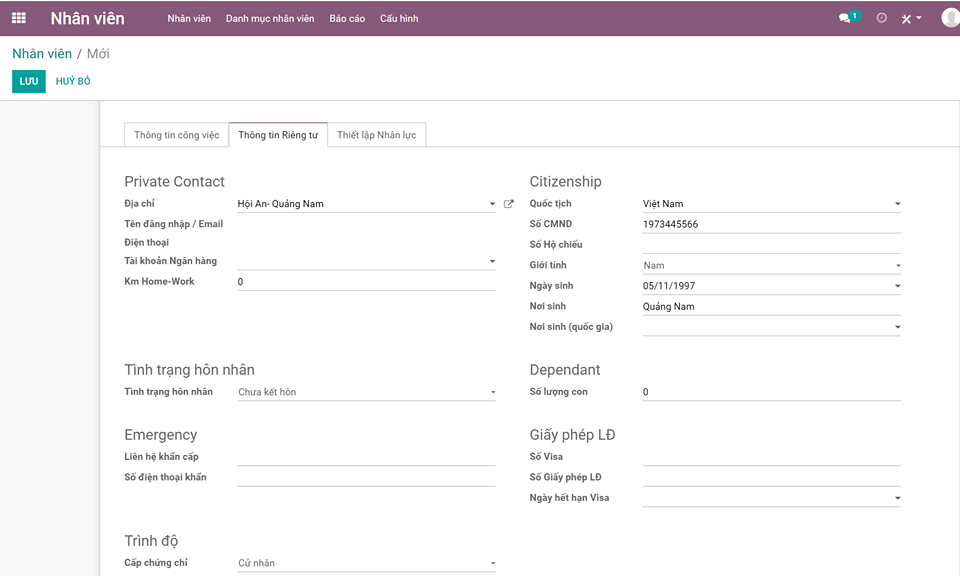 Nhân viên Nhân viên Danh mục nhân viên Báo cáo Cấu hình 1
Nhân viên / Mới
LƯU HUỶ BỎ
Thông tin công việc Thông tin Riêng tư Thiết lập Nhân lực
Private Contact
Địa chỉ Hội An- Quảng Nam
Tên đăng nhập / Email
Điện thoại
Tài khoản Ngân hàng
Km Home-Work 0
Citizenship
Quốc tịch Việt Nam
Số CMND 1973445566
Số Hộ chiếu
Giới tính Nam
Ngày sinh 05/11/1997
Nơi sinh Quảng Nam
Nơi sinh (quốc gia)
Tình trạng hôn nhân
Tình trạng hôn nhân Chưa kết hôn
Dependant
Số lượng con 0
Emergency
Liên hệ khẩn cấp
Số điện thoại khẩn
Giấy phép LĐ
Số Visa
Số Giấy phép LĐ
Ngày hết hạn Visa
Trình độ
Cấp chứng chỉ Cử nhân